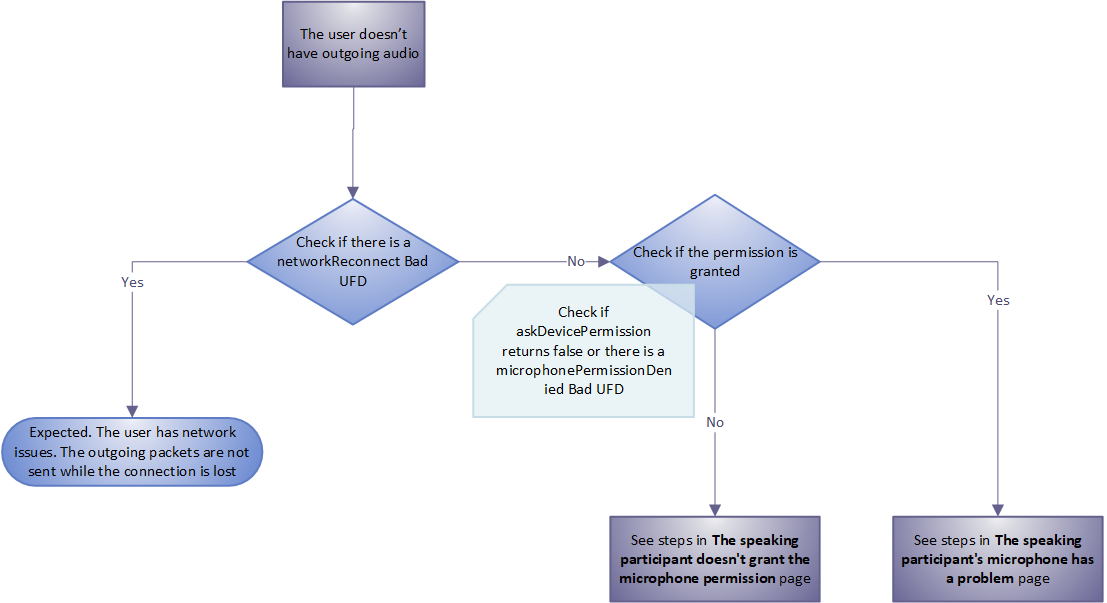 The user doesn’t
have outgoing audio
Check if there is a
networkReconnect Bad
UFD
Yes
No
Check if the permission is
granted
Yes
Check if
askDevicePermission
returns false or there is a
microphonePermissionDen
ied Bad UFD
No
Expected. The user has network
issues. The outgoing packets are not
sent while the connection is lost
See steps in The speaking
participant doesn't grant the
microphone permission page
See steps in The speaking
participant's microphone has
a problem page